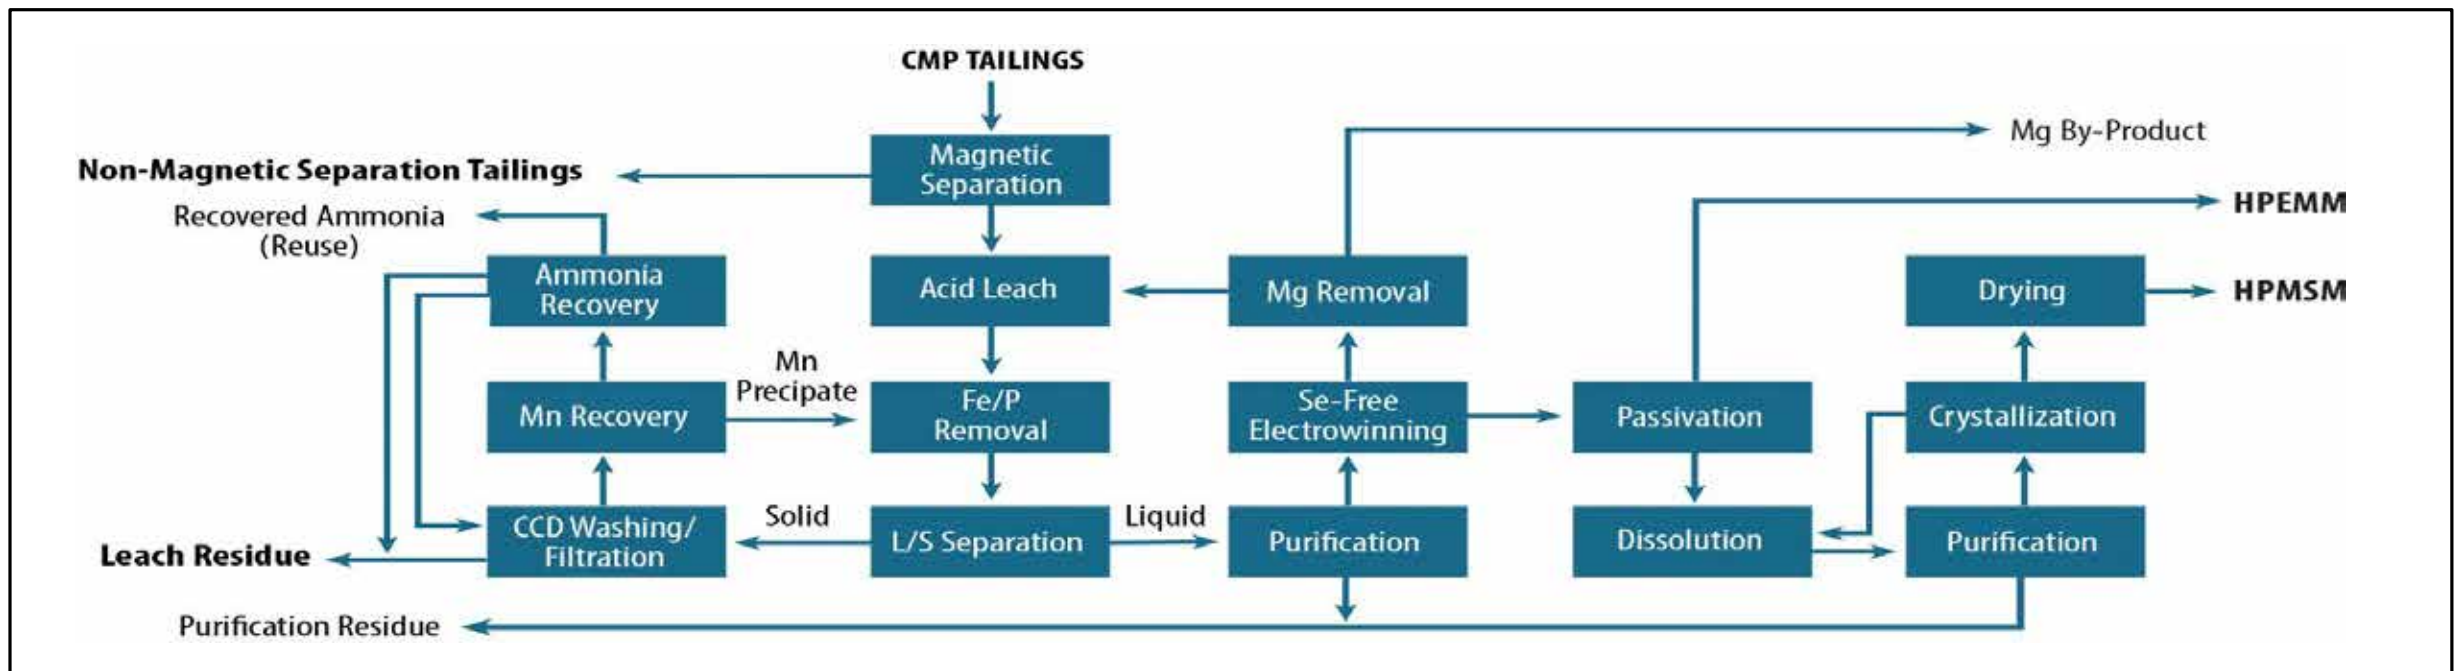 CMP TAILINGS
Mg By-Product
Magnetic
Separation
Non-Magnetic Separation Tailings
HPEMM
Recovered Ammonia
(Reuse)
Ammonia
Recovery
Acid Leach
Mg Removal
Drying
HPMSM
Mn
Precipate
Mn Recovery
Fe/P
Removal
Se-Free
Electrowinning
Passivation
Crystallization
CCD Washing/
Filtration
Solid
L/S Separation
Liquid
Purification
Dissolution
Purification
Leach Residue
Purification Residue